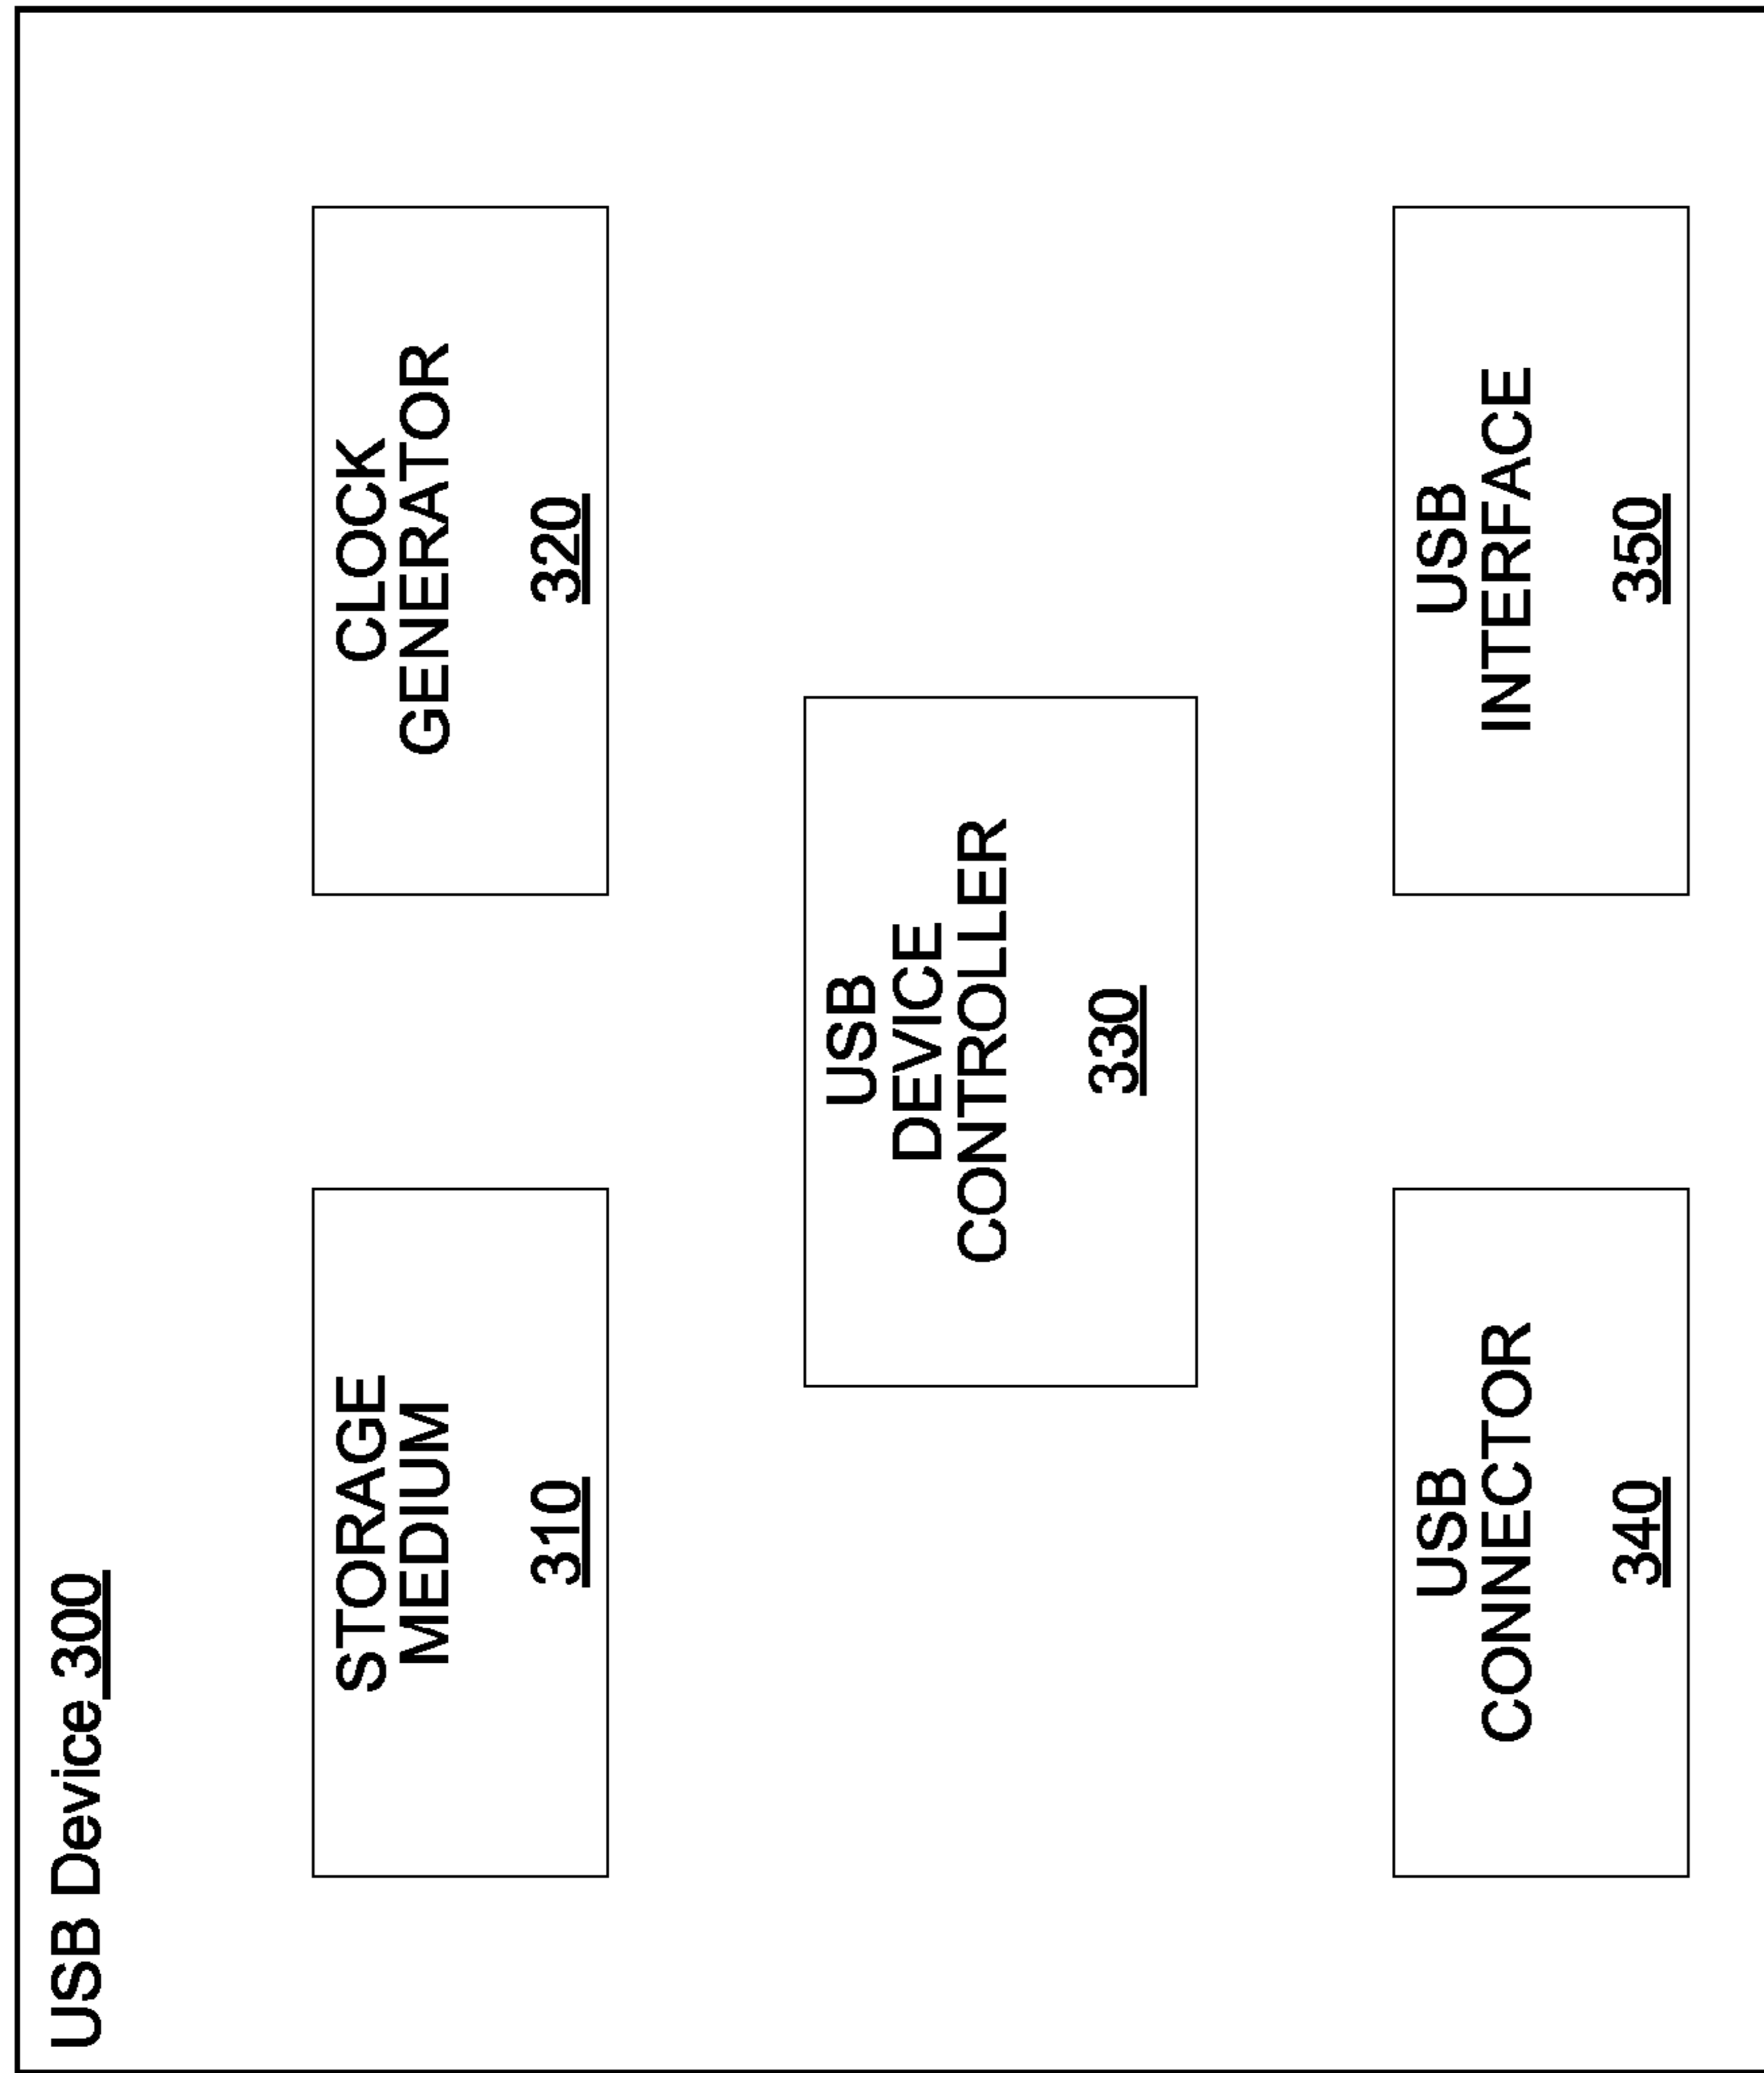 USB Device 300
STORAGE
MEDIUM
310
CLOCK
GENERATOR
320
USB
DEVICE
CONTROLLER
330
USB
CONNECTOR
340
USB
INTERFACE
350